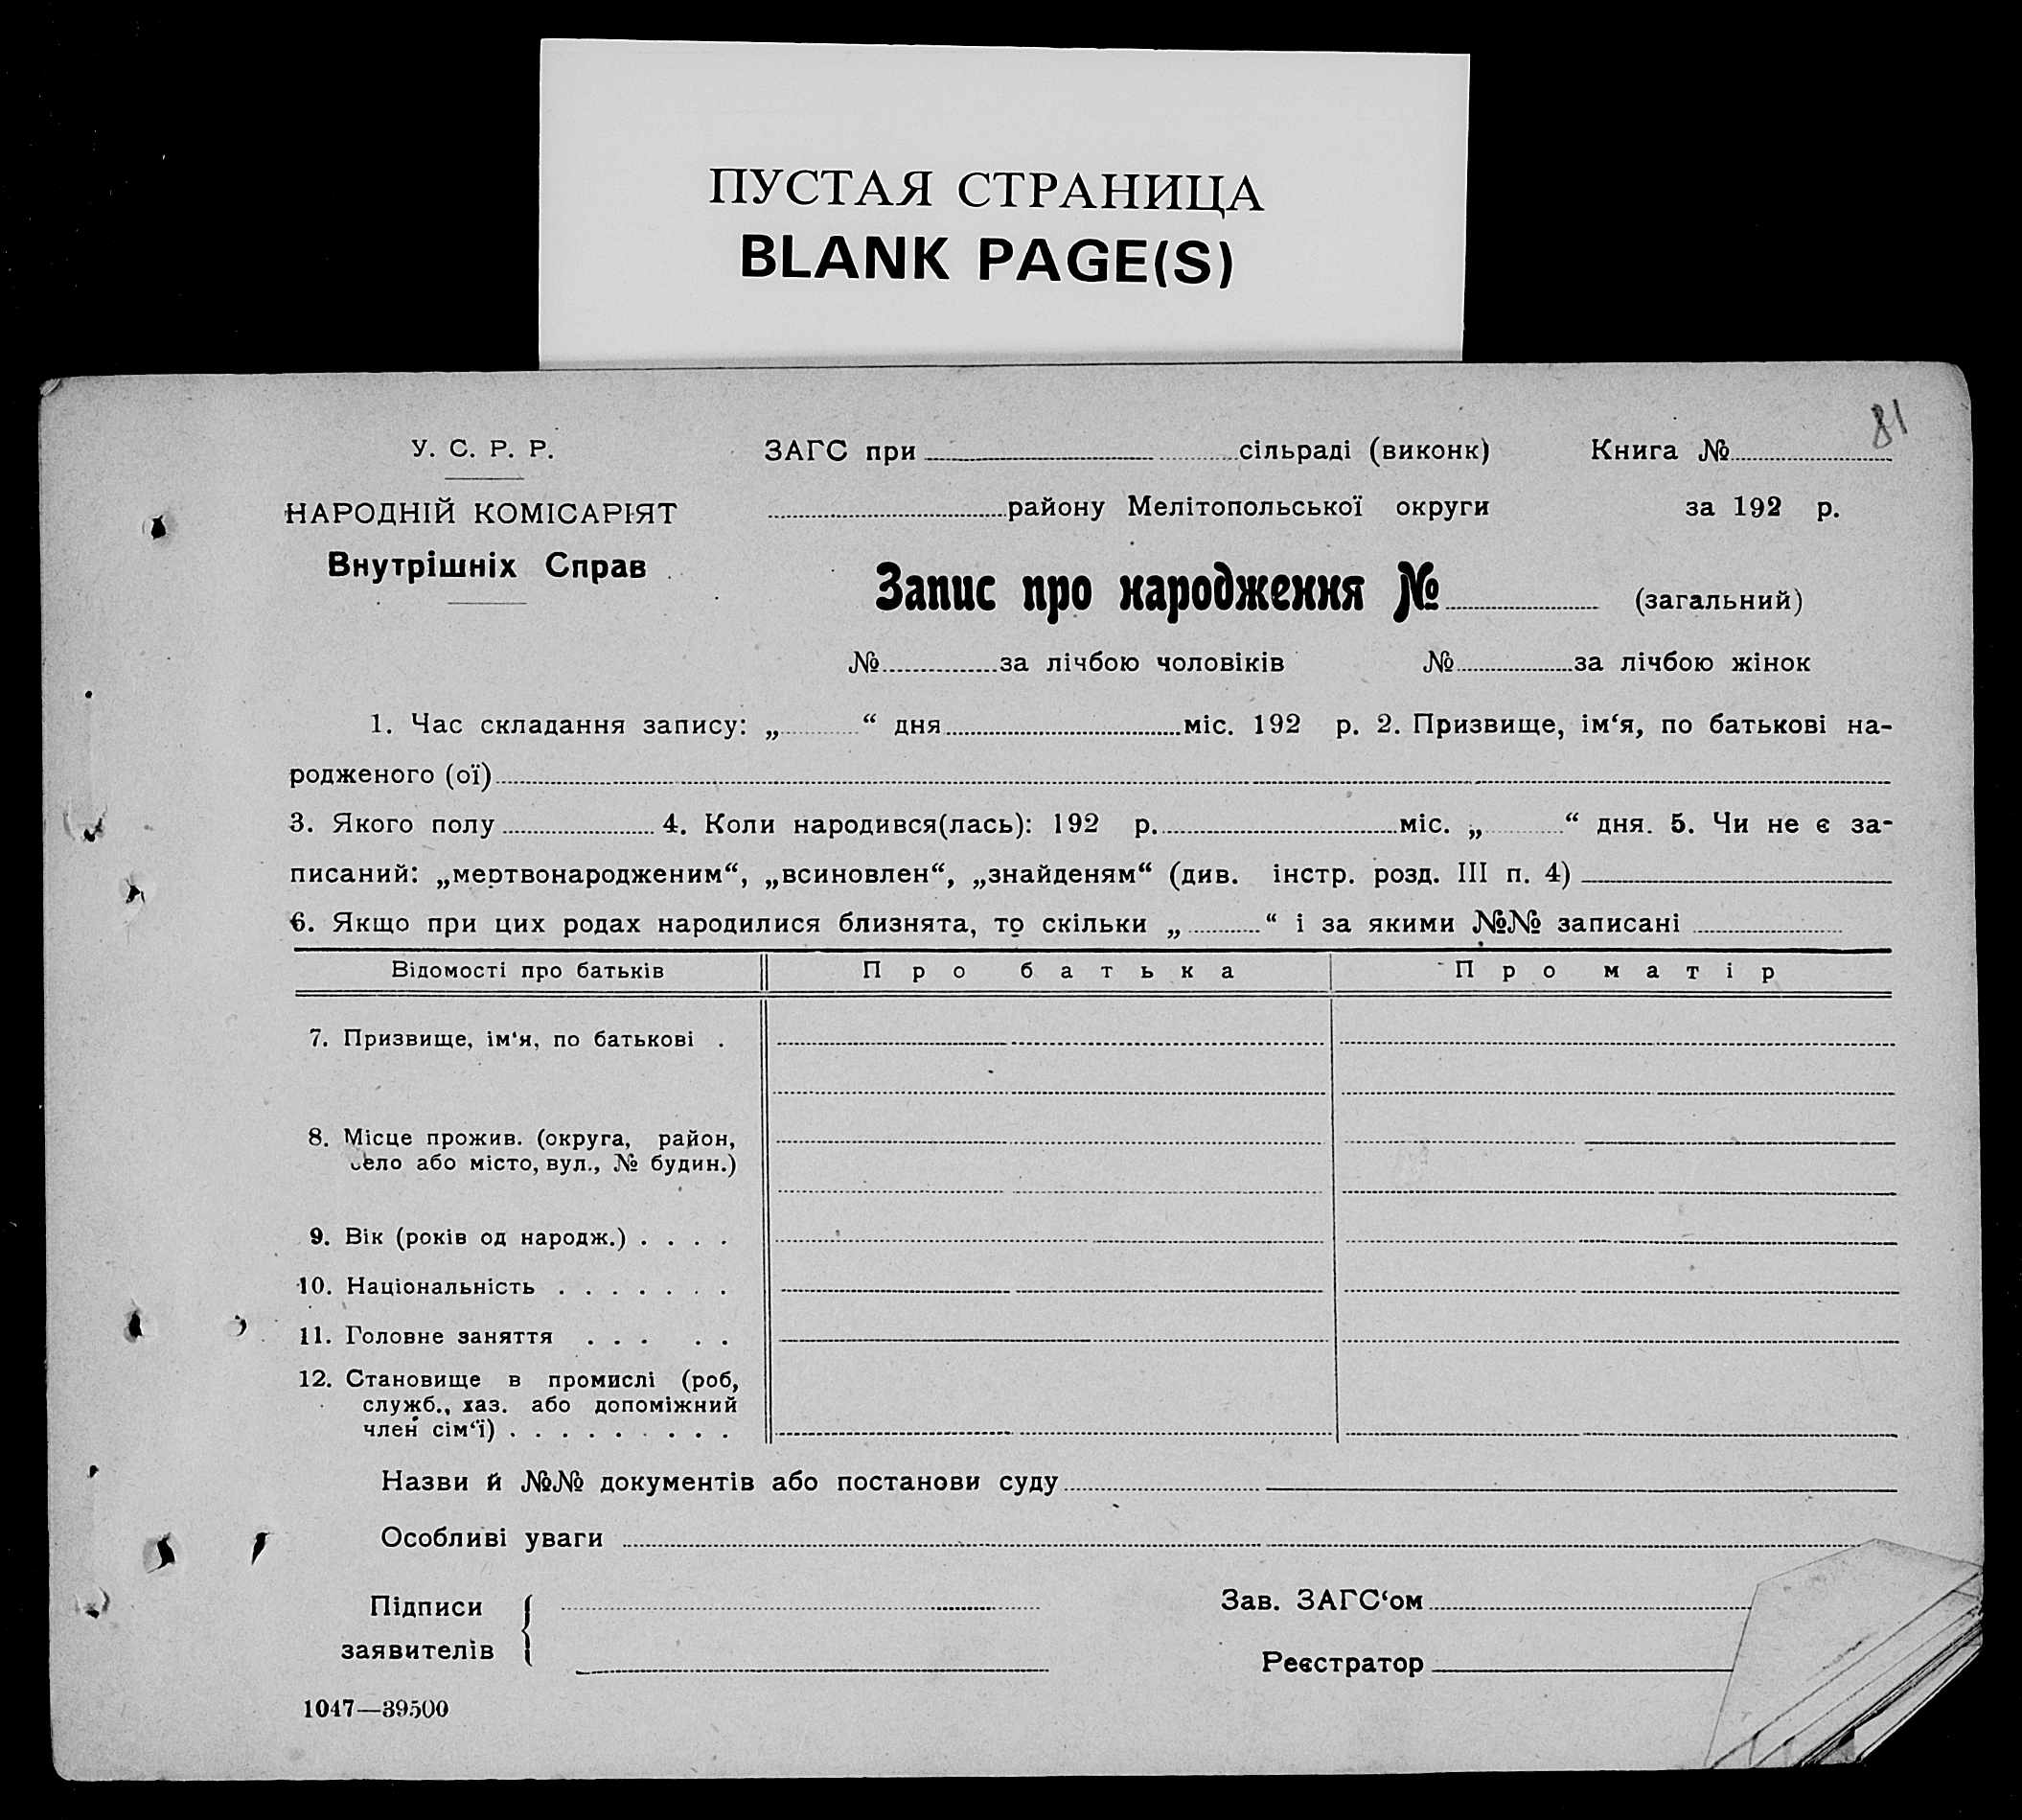 ПУСТАЯ СТРАНИЦА
BLANK PAGE(S)
81
У. С. Р. Р.
НАРОДНІЙ КОМІСАРІЯТ
Внутрішніх Справ
ЗАГС при сільраді (виконк) Книга №
району Мелітопольської округи за 192 р.
Запис про народження № (загальний)
№ за лічбою чоловіків № за лічбою жінок
1. Час складання запису: „ “ дня міс. 192 р. 2. Призвище, ім‘я, по батькові на-
родженого (ої)
3. Якого полу 4. Коли народився(лась): 192 р. міс. „ “ дня. 5. Чи не є за-
писаний: „мертвонародженим“, „всиновлен“, „знайденям“ (див. інстр. розд. III п. 4)
6. Якщо при цих родах народилися близнята, то скільки „ “ і за якими №№ записані
Відомості про батьків Про батька Про матір
7. Призвище, ім‘я, по батькові .
8. Місце прожив. (округа, район,
село або місто, вул., № будин.)
9. Вік (років од народж.) . . . .
10. Національність . . . . . . .
11. Головне заняття . . . . .
12. Становище в промислі (роб,
служб., хаз. або допоміжний
член сім‘ї) . . . . . . . . .
Назви й №№ документів або постанови суду
Особливі уваги
Підписи
заявителів
Зав. ЗАГС‘ом
Реєстратор
1047—39500